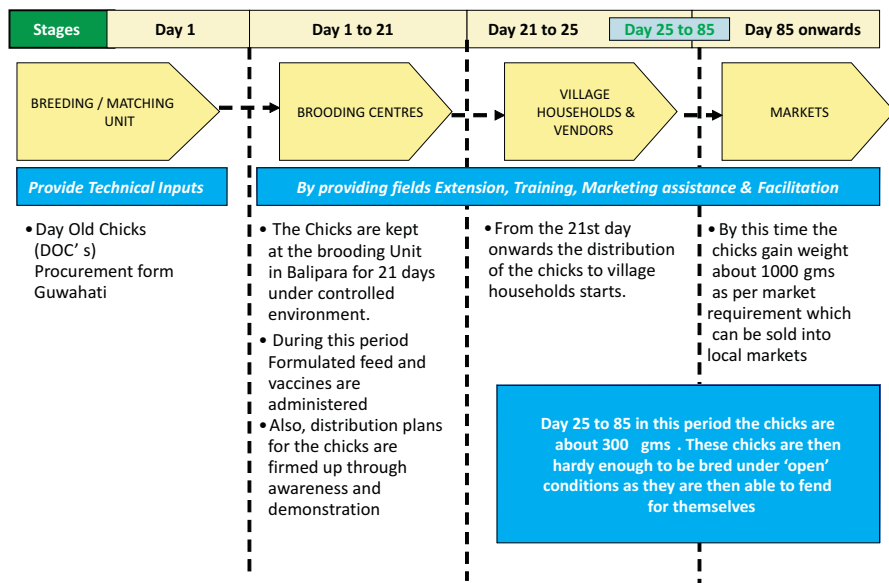 Stages
Day 1
Day 1 to 21
Day 21 to 25
Day 25 to 85
Day 85 onwards
BREEDING / MATCHING
UNIT
BROODING CENTRES
VILLAGE
HOUSEHOLDS &
VENDORS
MARKETS
Provide Technical Inputs
By providing fields Extension, Training, Marketing assistance & Facilitation
•Day Old Chicks
(DOC' s)
Procurement form
Guwahati
• The Chicks are kept
at the brooding Unit
in Balipara for 21 days
under controlled
environment.
• During this period
Formulated feed and
vaccines are
administered
•Also, distribution plans
for the chicks are
firmed up through
awareness and
demonstration
•From the 21st day
onwards the distribution
of the chicks to village
households starts.
• By this time the
chicks gain weight
about 1000 gms
as per market
requirement which
can be sold into
local markets
Day 25 to 85 in this period the chicks are
about 300 gms . These chicks are then
hardy enough to be bred under ‘open’
conditions as they are then able to fend
for themselves